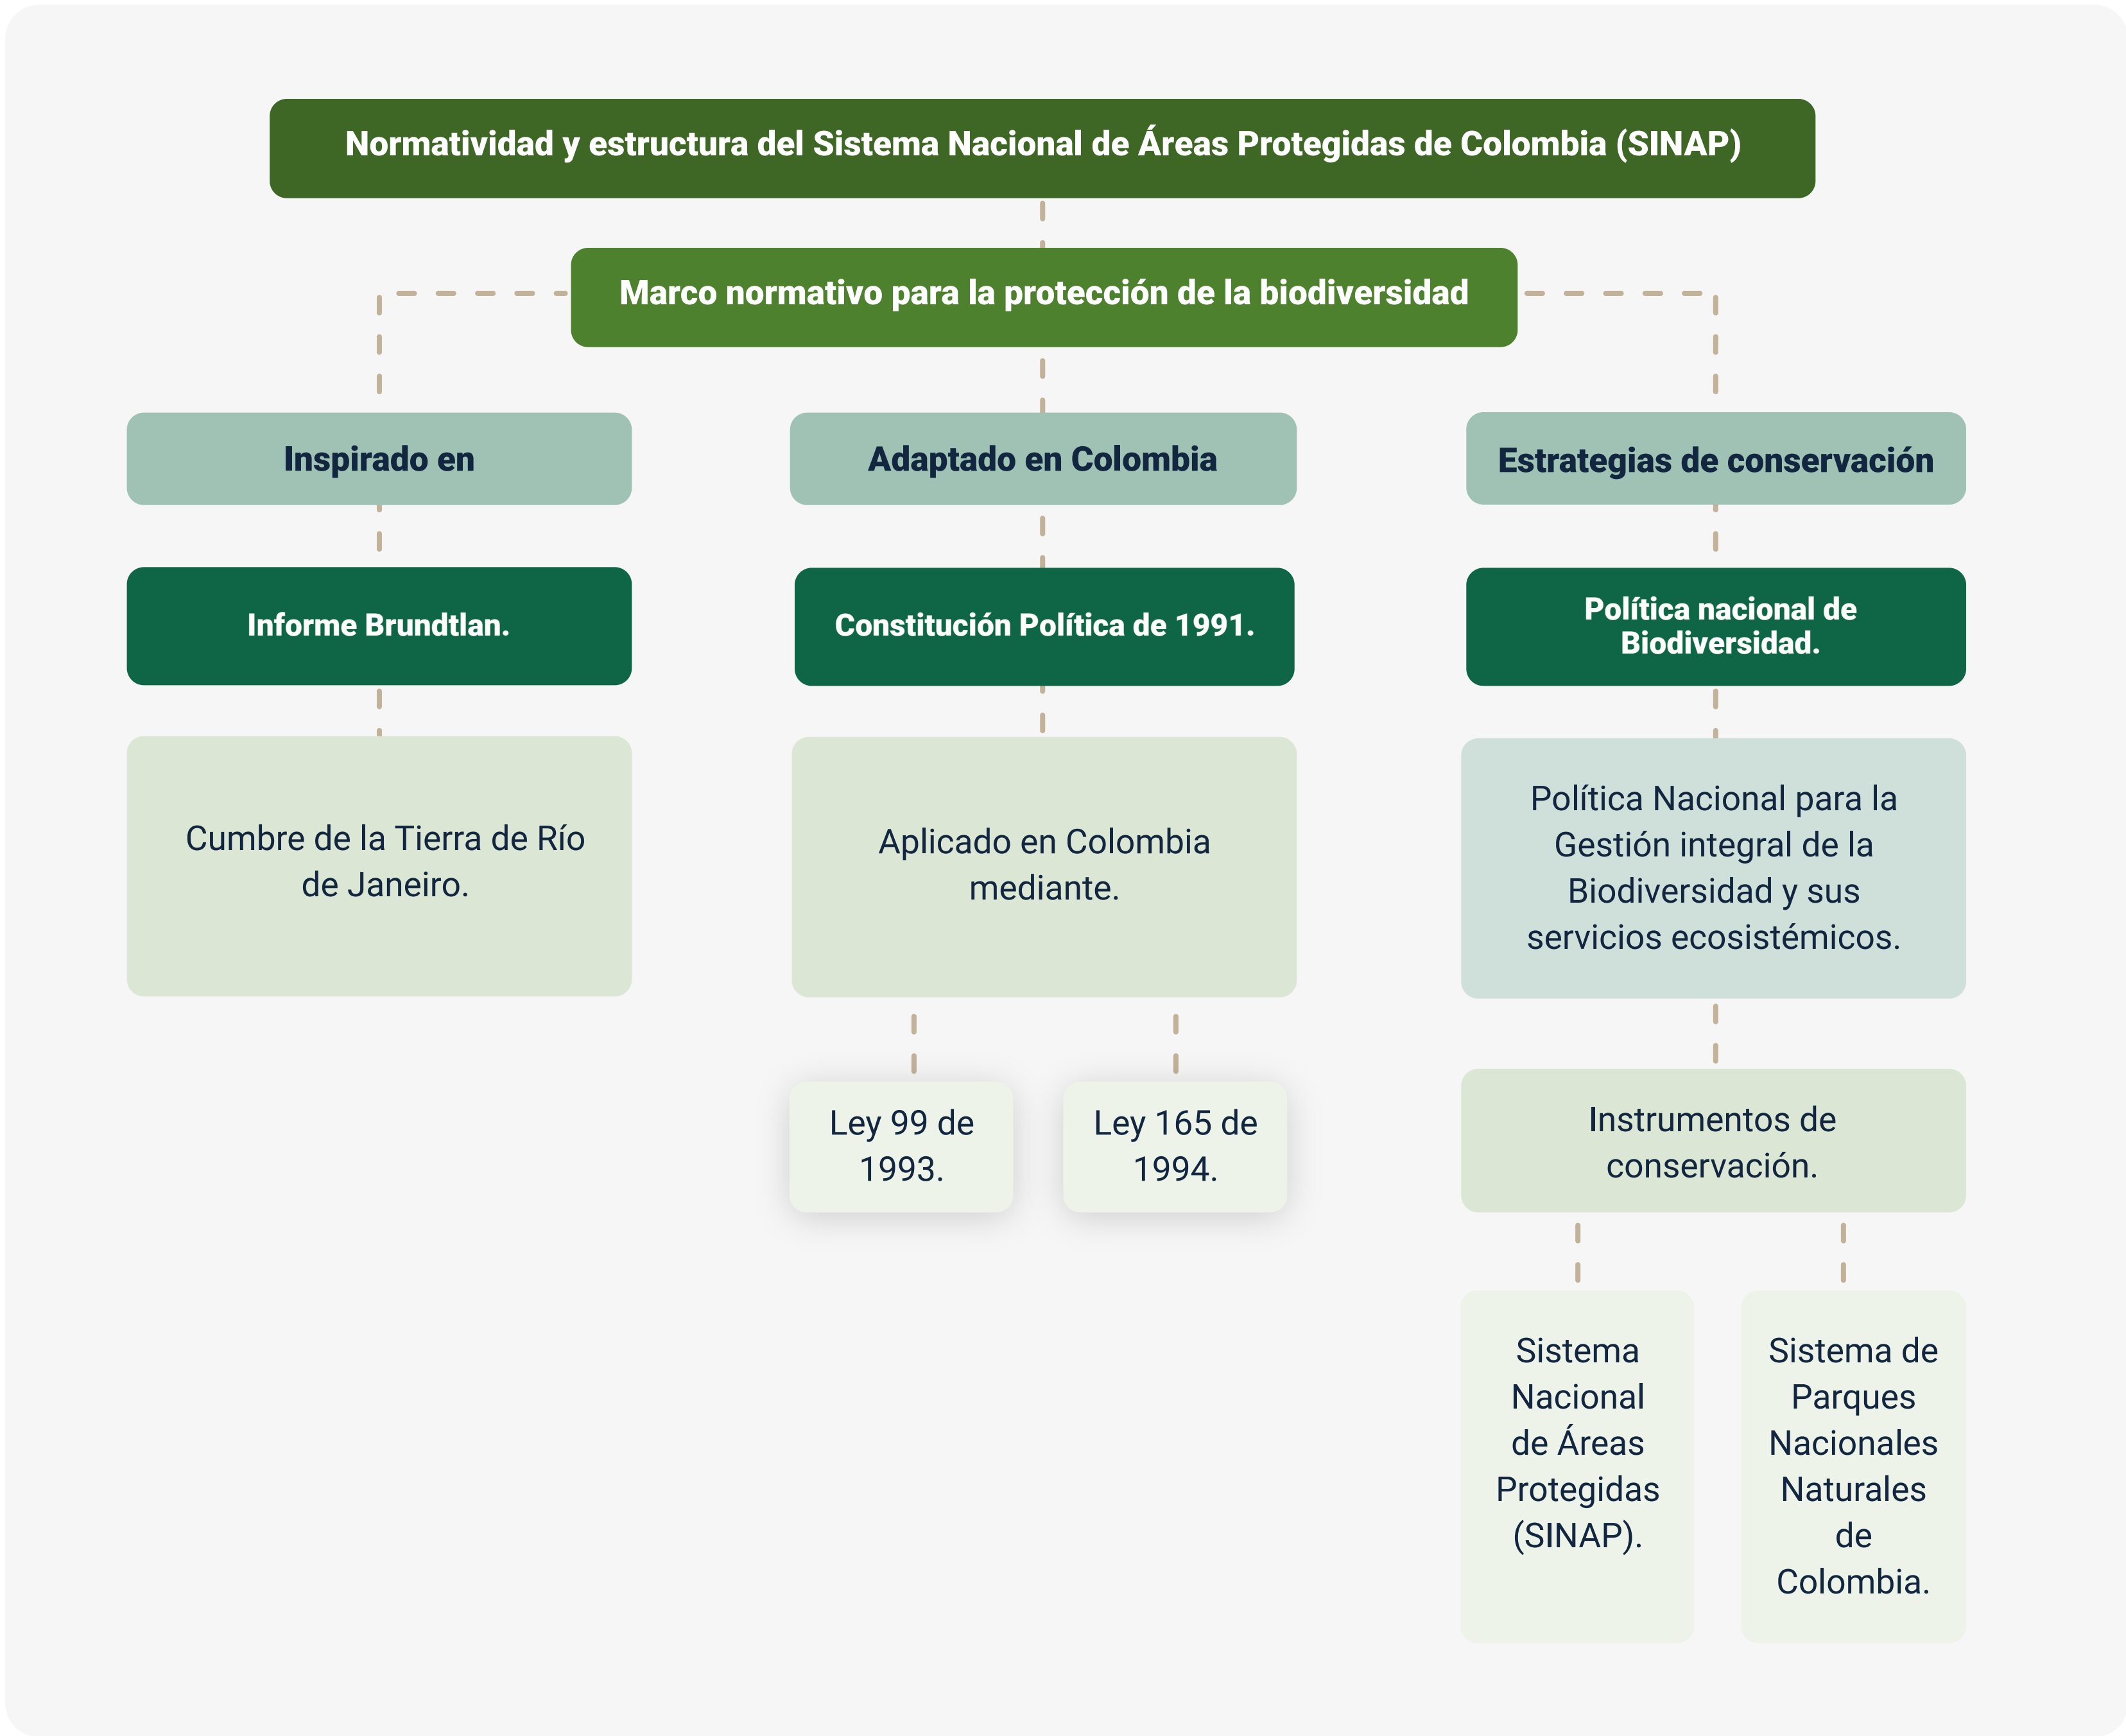 Normatividad y estructura del Sistema Nacional de Áreas Protegidas de Colombia (SINAP)
Marco normativo para la protección de la biodiversidad
Inspirado en
Informe Brundtlan.
Cumbre de la Tierra de Río
de Janeiro.
Adaptado en Colombia
Constitución Política de 1991.
Aplicado en Colombia
mediante.
Ley 99 de
1993.
Ley 165 de
1994.
Estrategias de conservación
Política nacional de
Biodiversidad.
Política Nacional para la
Gestión integral de la
Biodiversidad y sus
servicios ecosistémicos.
Instrumentos de
conservación.
Sistema
Nacional
de Áreas
Protegidas
(SINAP).
Sistema de
Parques
Nacionales
Naturales
de
Colombia.